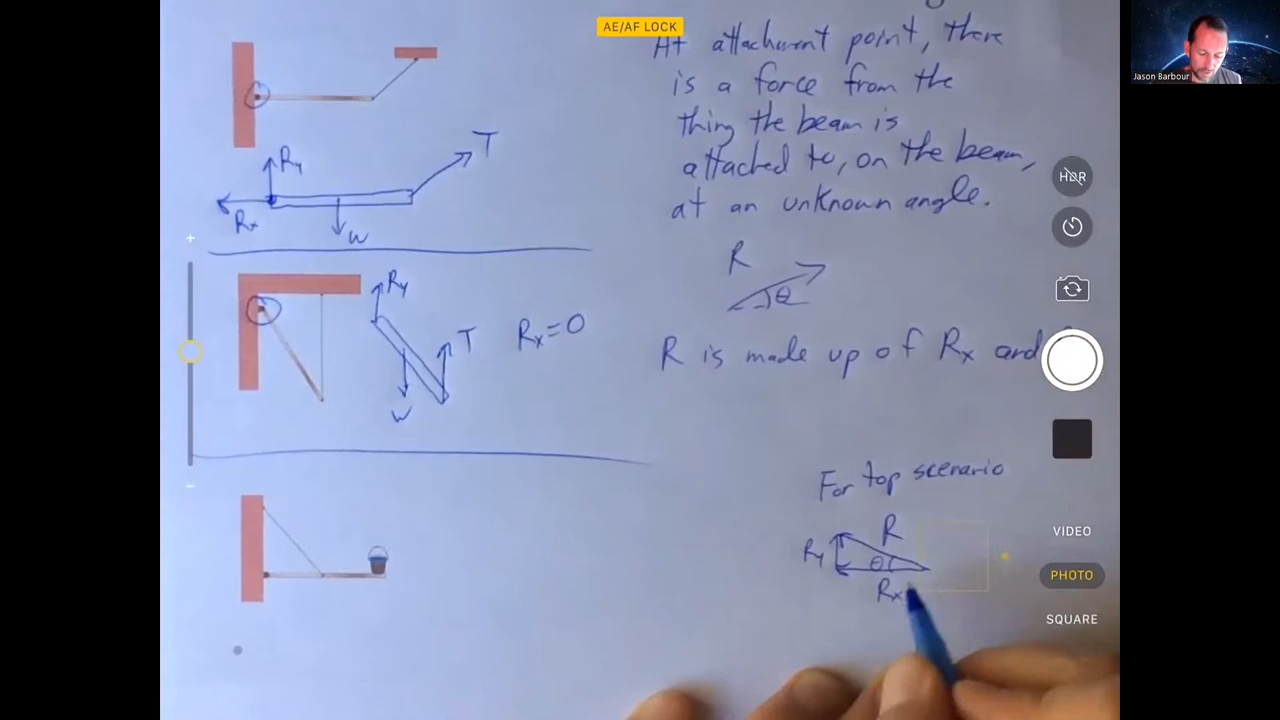 AE/AF LOCK
At attachment point, there
is a force from the
thing the beam is
attached to, on the beam,
at an unknown angle.
R
θ
R is made up of Rx and
Ry
T
Rx
W
Ry
T
Rx=0
W
For top scenario
R
Ry
θ
Rx
Jason Barbour
HDR
VIDEO
PHOTO
SQUARE